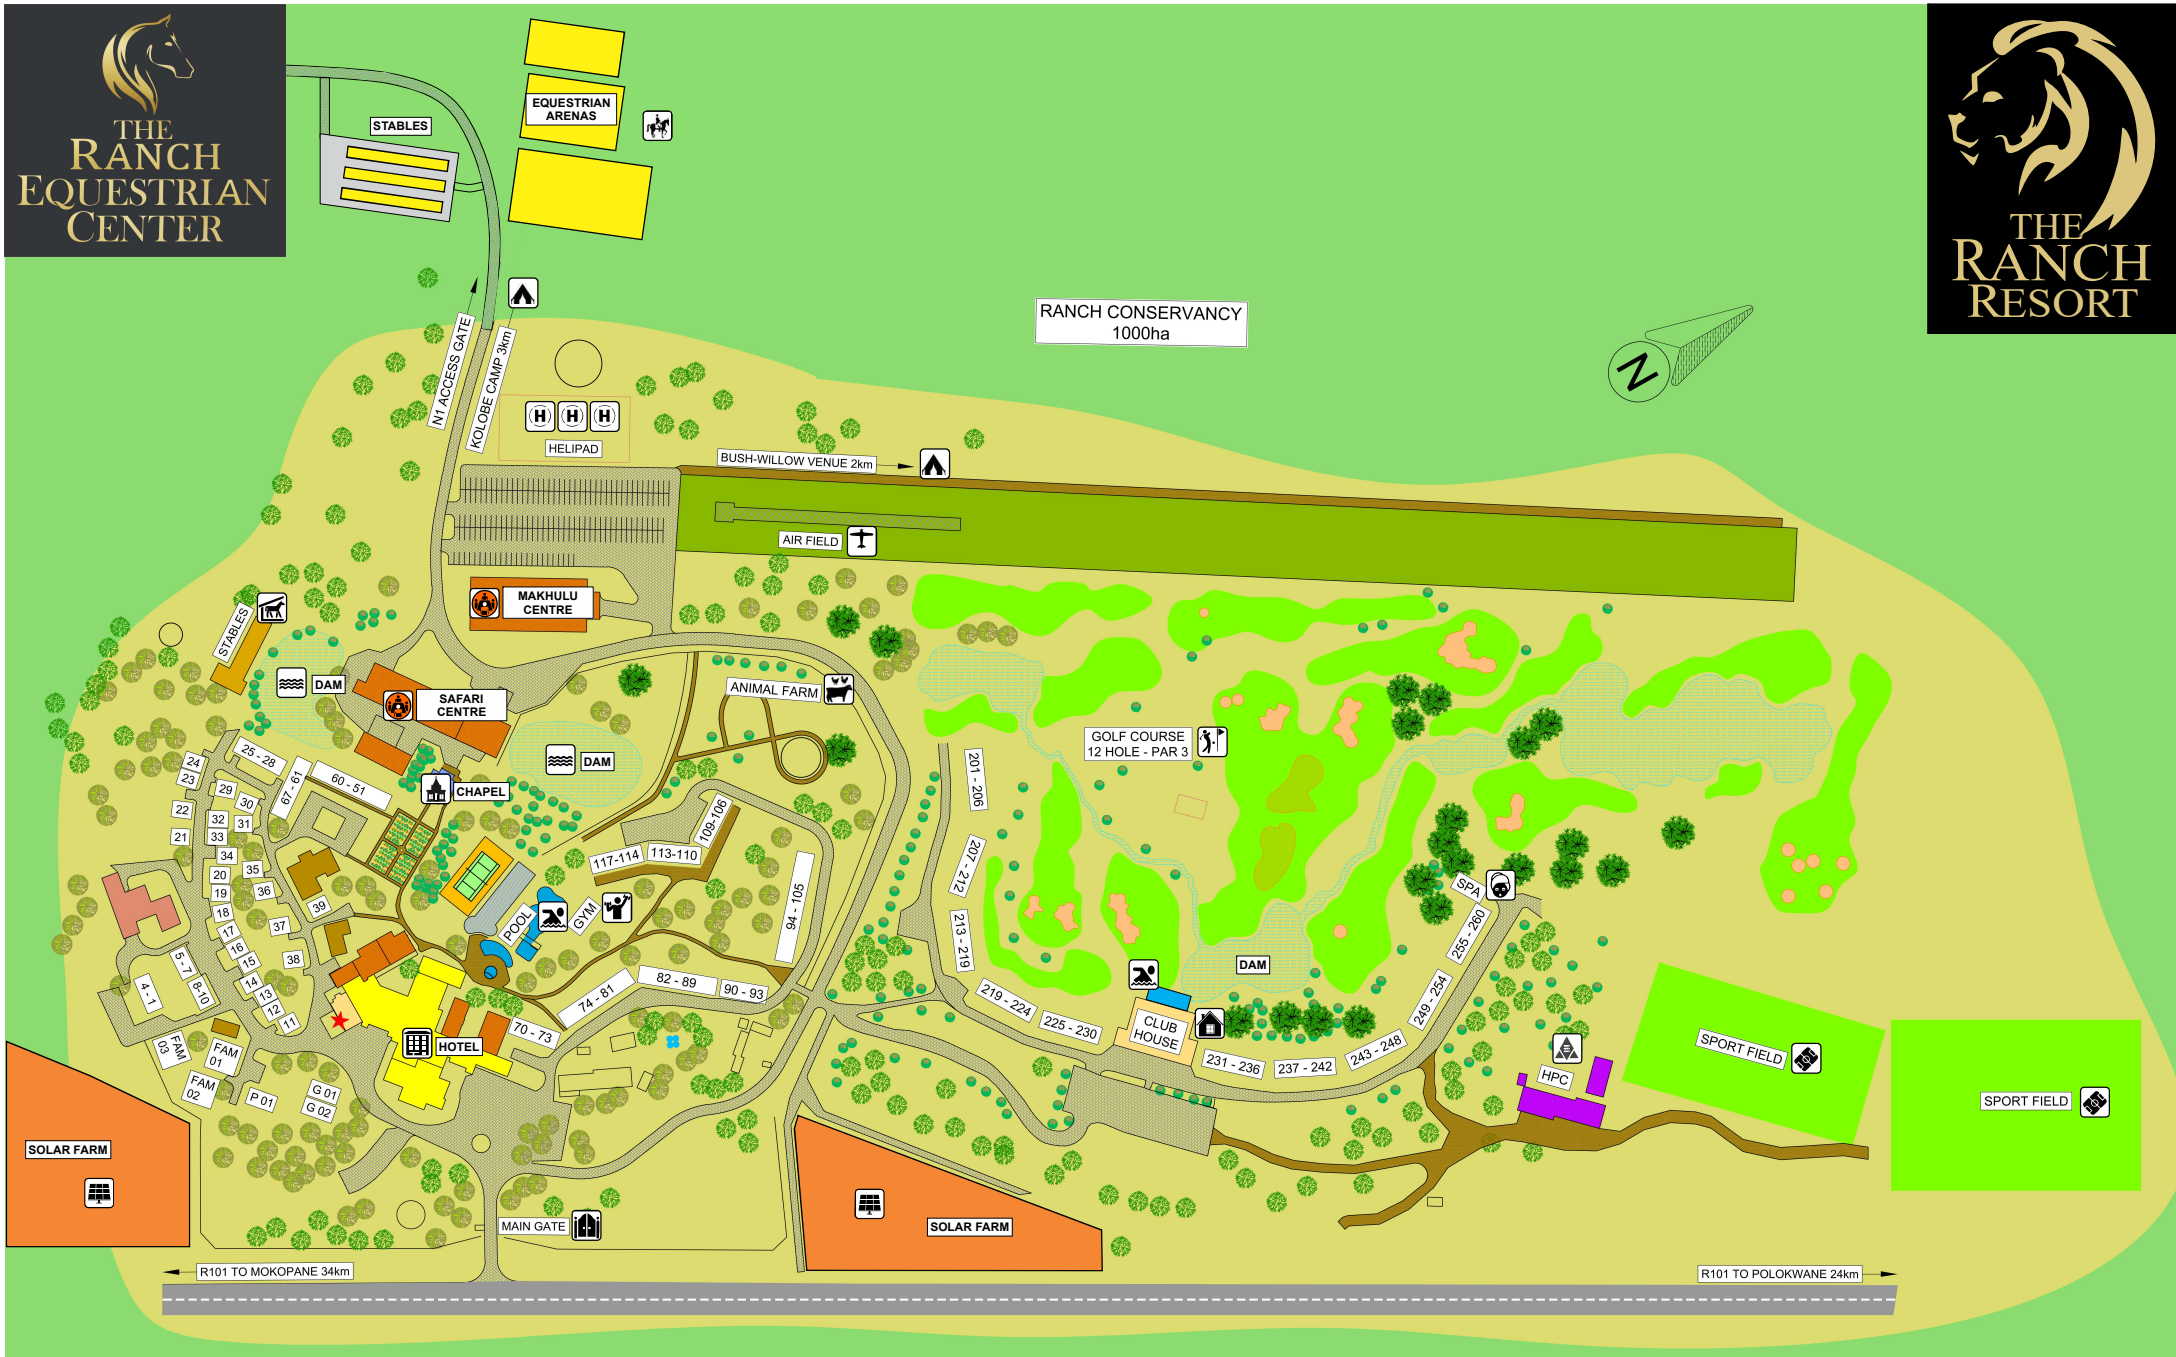 THE
RANCH
EQUESTRIAN
CENTER
THE
RANCH
RESORT
STABLES
EQUESTRIAN
ARENAS
N1 ACCESS GATE
KOLOBE CAMP 3km
RANCH CONSERVANCY
1000ha
N
H H H
HELIPAD
BUSH-WILLOW VENUE 2km
AIR FIELD
MAKHULU
CENTRE
STABLES
DAM
SAFARI
CENTRE
ANIMAL FARM
GOLF COURSE
12 HOLE - PAR 3
DAM
CHAPEL
25 - 28
67 - 61
60 - 51
24
23
22
21
29
30
32
31
33
34
35
20
19
36
18
17
37
39
16
15
38
14
13
12
11
5 - 7
8-10
4 - 1
FAM
03
FAM
01
FAM
02
P 01
G 01
G 02
109-106
117-114
113-110
94 - 105
POOL
GYM
82 - 89
90 - 93
74 - 81
70 - 73
HOTEL
201 - 206
207 - 212
213 - 219
219 - 224
225 - 230
CLUB
HOUSE
DAM
231 - 236
237 - 242
243 - 248
249 - 254
255 - 260
SPA
HPC
SPORT FIELD
SPORT FIELD
SOLAR FARM
SOLAR FARM
MAIN GATE
R101 TO MOKOPANE 34km
R101 TO POLOKWANE 24km